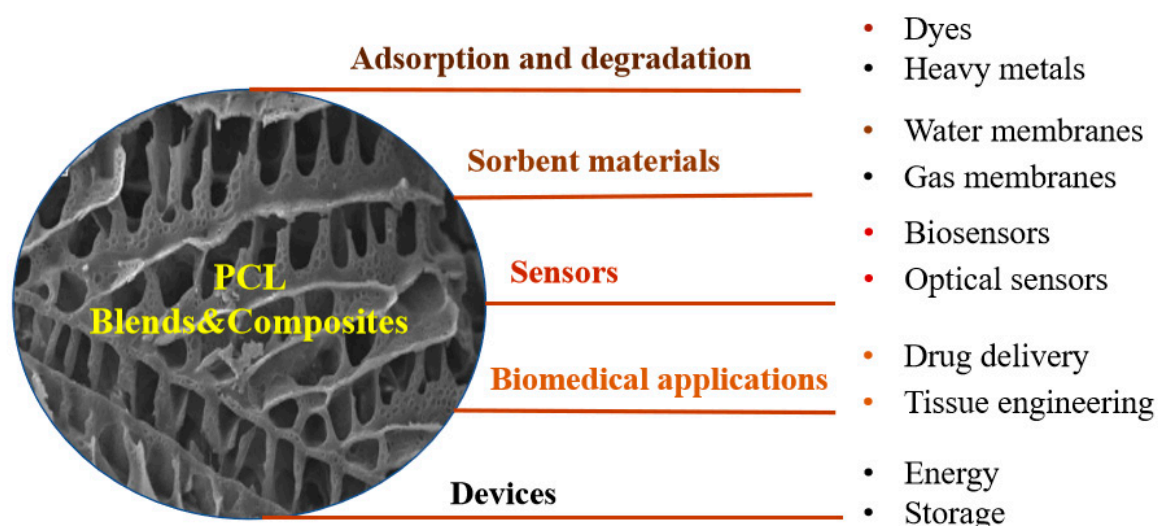 Adsorption and degradation
• Dyes
• Heavy metals
Sorbent materials
• Water membranes
• Gas membranes
PCL
Blends&Composites
Sensors
• Biosensors
• Optical sensors
Biomedical applications
• Drug delivery
• Tissue engineering
Devices
• Energy
• Storage